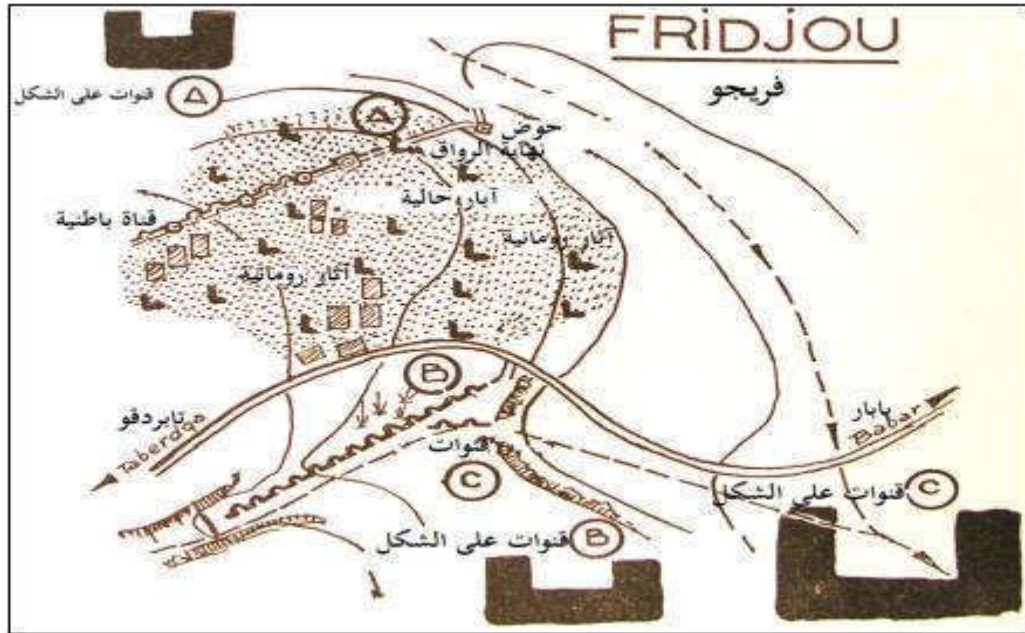 FRiDJOU
فريجو
قنوات على الشكل A
A
حوض
نهاية الرواق
آبار حالية
قناة باطنية
آثار رومانية
آثار رومانية
B
تابردقو
Taberdga
بابار
Babar
قنوات
C
قنوات على الشكل C
قنوات على الشكل B